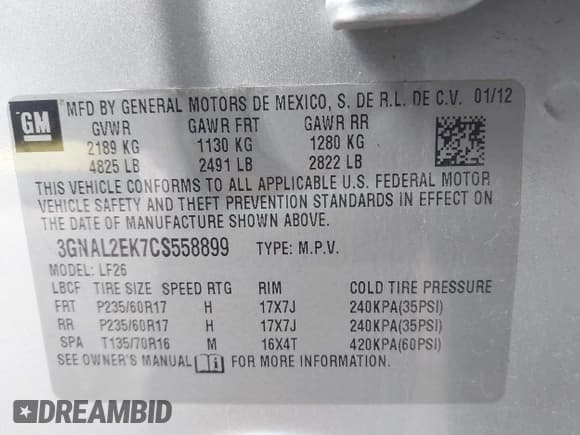 GM
MFD BY GENERAL MOTORS DE MEXICO, S. DE R.L. DE C.V. 01/12
GVWR GAWR FRT GAWR RR
2189 KG 1130 KG 1280 KG
4825 LB 2491 LB 2822 LB
THIS VEHICLE CONFORMS TO ALL APPLICABLE U.S. FEDERAL MOTOR
VEHICLE SAFETY AND THEFT PREVENTION STANDARDS IN EFFECT ON
THE DATE OF MANUFACTURE SHOWN ABOVE.
3GNAL2EK7CS558899 TYPE: M.P.V.
MODEL: LF26
LBCF TIRE SIZE SPEED RTG RIM COLD TIRE PRESSURE
FRT P235/60R17 H 17X7J 240KPA(35PSI)
RR P235/60R17 H 17X7J 240KPA(35PSI)
SPA T135/70R16 M 16X4T 420KPA(60PSI)
SEE OWNER'S MANUAL FOR MORE INFORMATION
DREAMBID